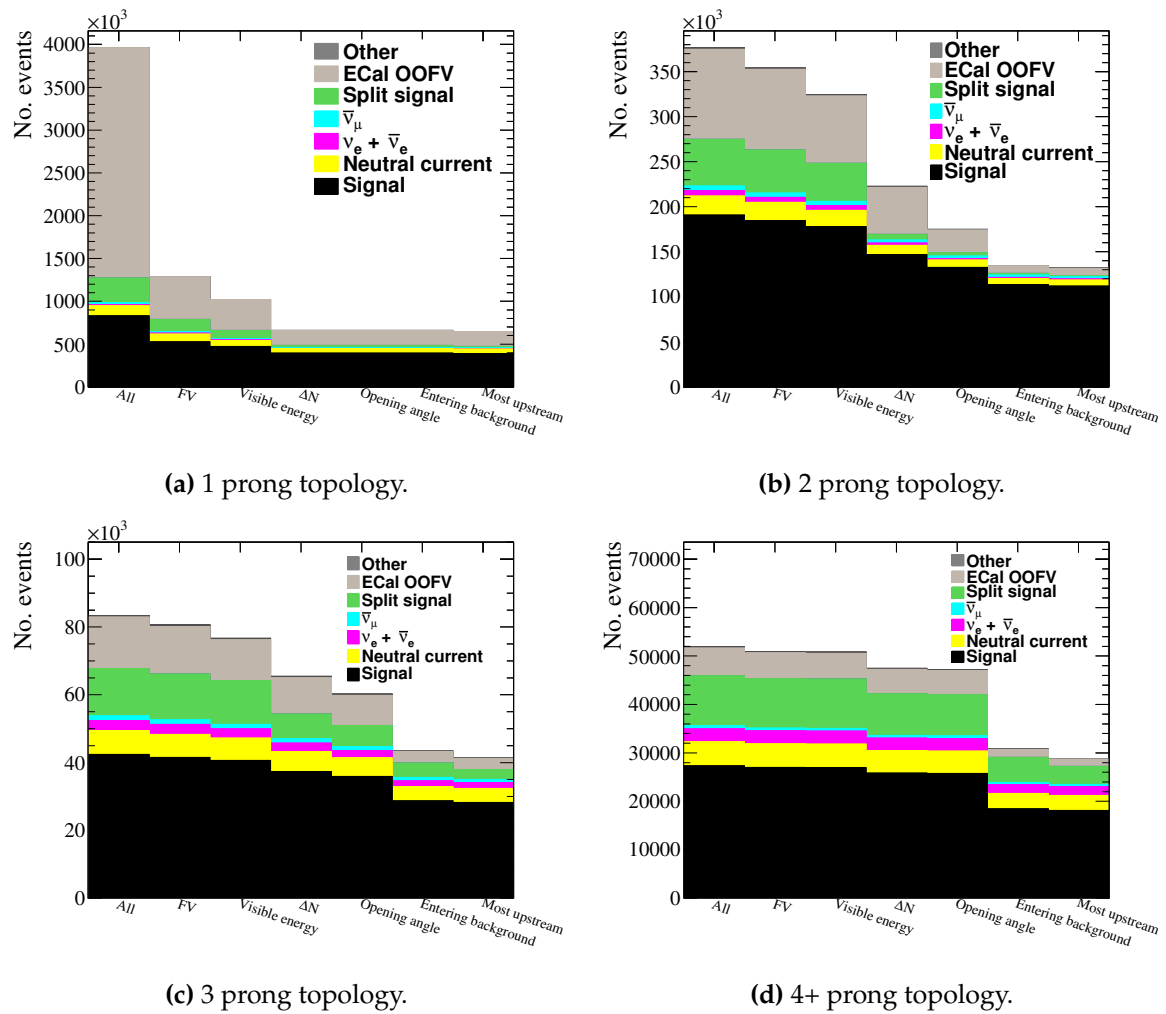 ×10³
No. events
4000
3500
3000
2500
2000
1500
1000
500
0
Other
ECal OOFV
Split signal
ν̅μ
νe + ν̅e
Neutral current
Signal
All
FV
Visible energy
ΔN
Opening angle
Entering background
Most upstream
(a) 1 prong topology.
×10³
No. events
350
300
250
200
150
100
50
0
Other
ECal OOFV
Split signal
ν̅μ
νe + ν̅e
Neutral current
Signal
All
FV
Visible energy
ΔN
Opening angle
Entering background
Most upstream
(b) 2 prong topology.
×10³
No. events
100
80
60
40
20
0
Other
ECal OOFV
Split signal
ν̅μ
νe + ν̅e
Neutral current
Signal
All
FV
Visible energy
ΔN
Opening angle
Entering background
Most upstream
(c) 3 prong topology.
No. events
70000
60000
50000
40000
30000
20000
10000
0
Other
ECal OOFV
Split signal
ν̅μ
νe + ν̅e
Neutral current
Signal
All
FV
Visible energy
ΔN
Opening angle
Entering background
Most upstream
(d) 4+ prong topology.